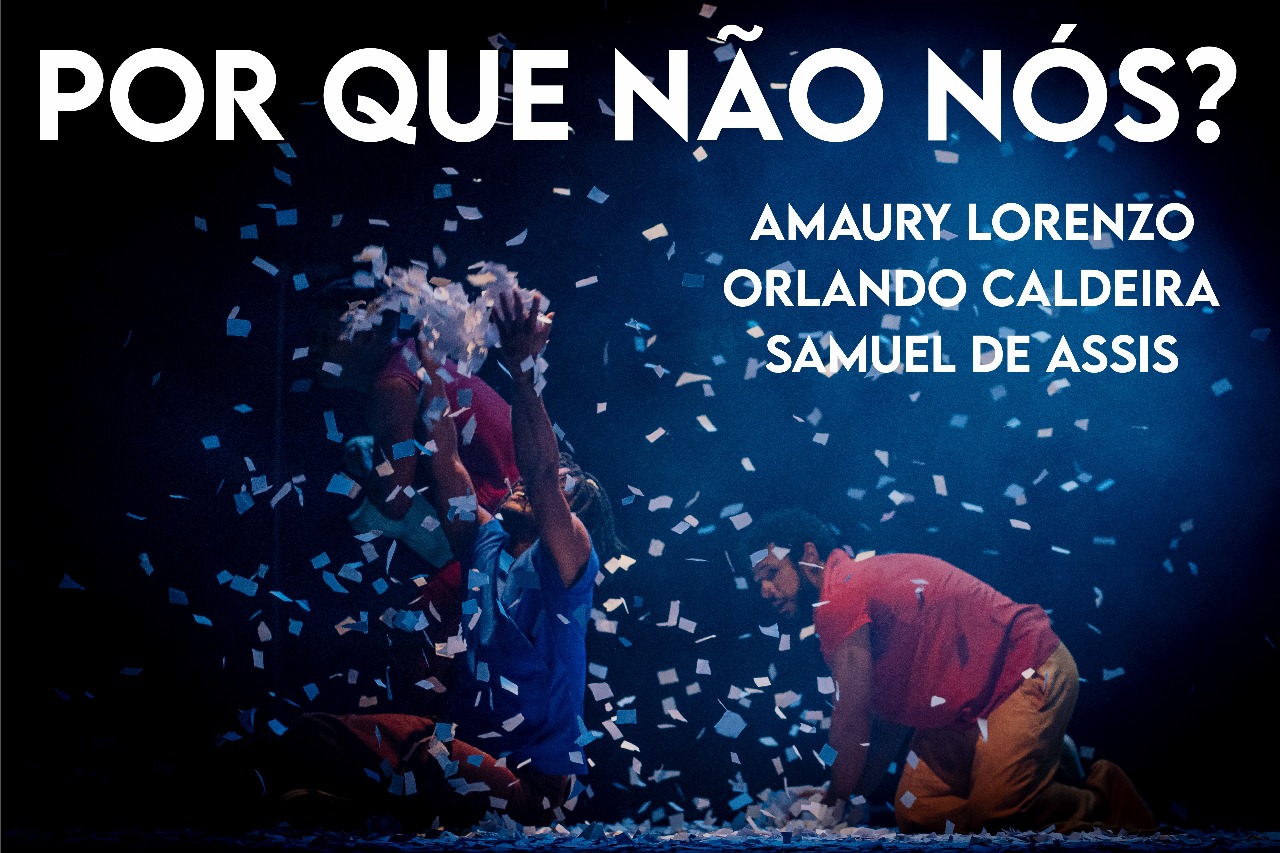 POR QUE NÃO NÓS?
AMAURY LORENZO
ORLANDO CALDEIRA
SAMUEL DE ASSIS